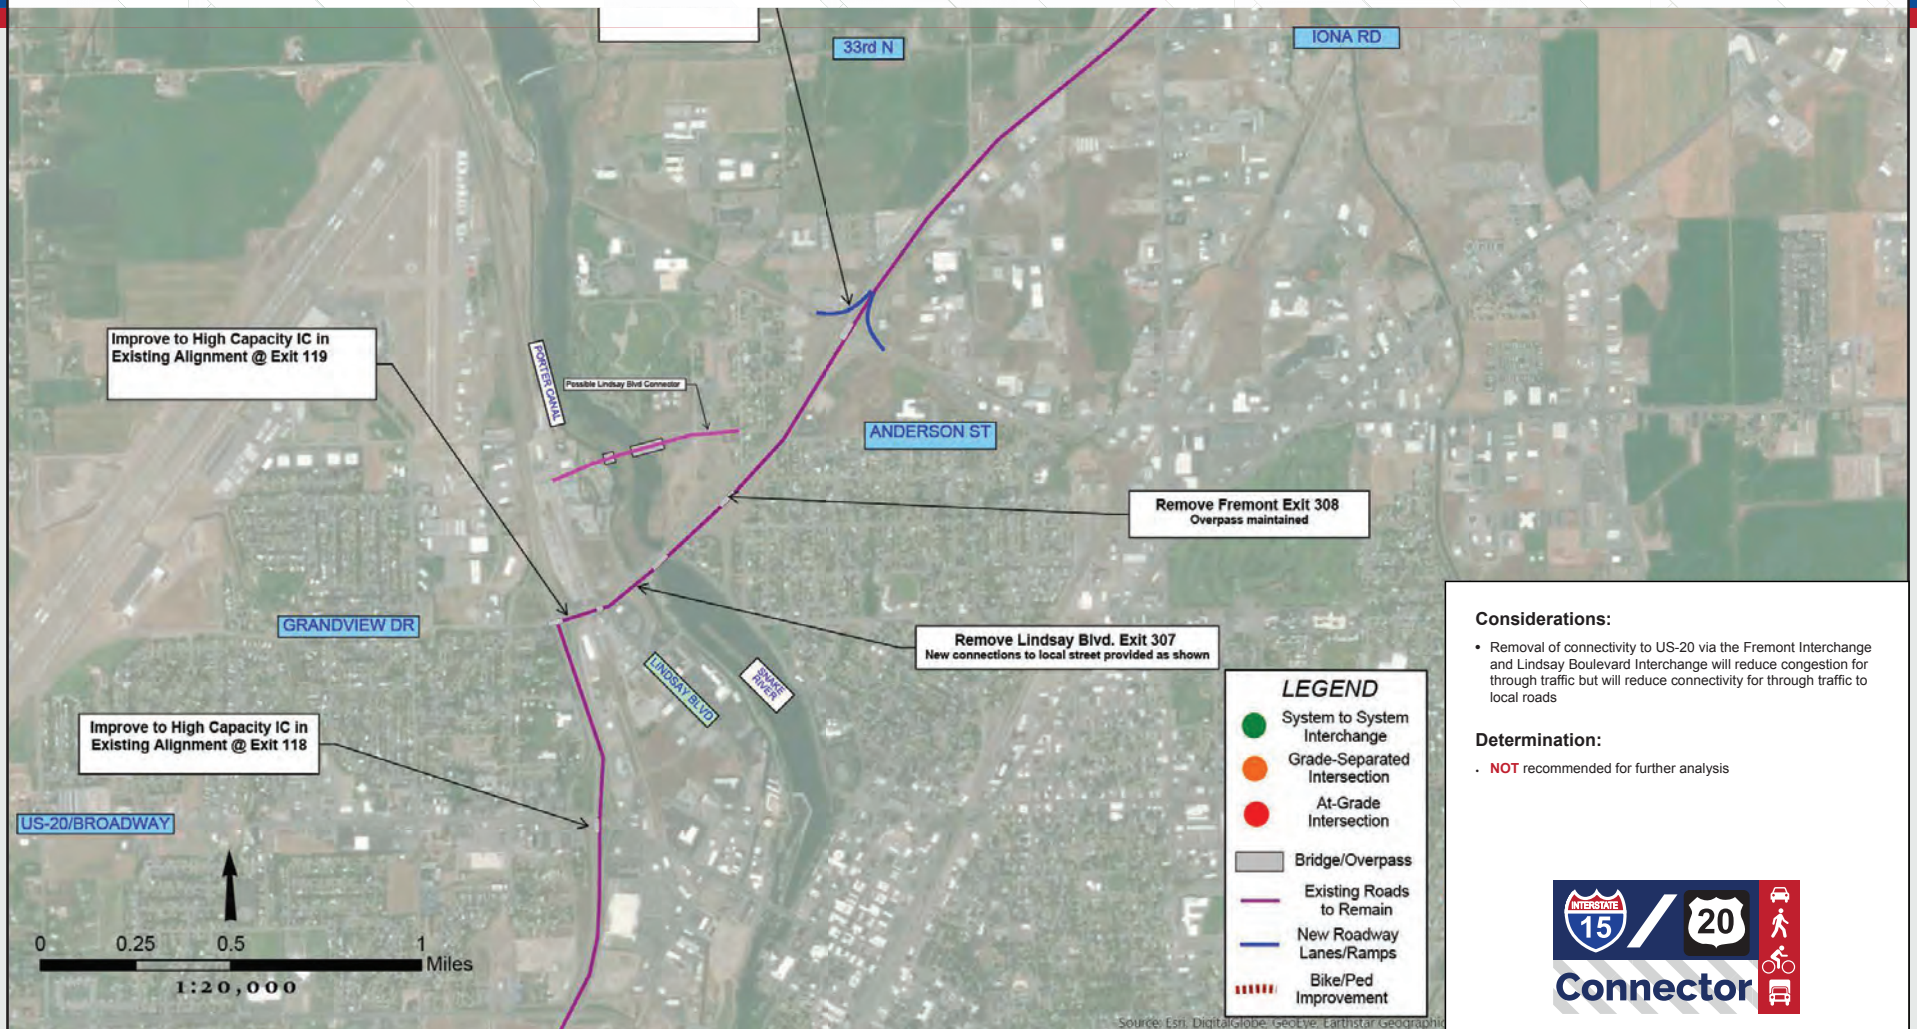 33rd N
IONA RD
Improve to High Capacity IC in
Existing Alignment @ Exit 119
PORTER CANAL
Possible Lindsay Blvd Connector
ANDERSON ST
Remove Fremont Exit 308
Overpass maintained
GRANDVIEW DR
Remove Lindsay Blvd. Exit 307
New connections to local street provided as shown
LINDSAY BLVD
SNAKE
RIVER
Improve to High Capacity IC in
Existing Alignment @ Exit 118
US-20/BROADWAY
0 0.25 0.5 1
Miles
1:20,000
LEGEND
System to System
Interchange
Grade-Separated
Intersection
At-Grade
Intersection
Bridge/Overpass
Existing Roads
to Remain
New Roadway
Lanes/Ramps
Bike/Ped
Improvement
Source: Esri, DigitalGlobe, GeoEye, Earthstar Geographic
Considerations:
• Removal of connectivity to US-20 via the Fremont Interchange
and Lindsay Boulevard Interchange will reduce congestion for
through traffic but will reduce connectivity for through traffic to
local roads
Determination:
• NOT recommended for further analysis
INTERSTATE
15
20
Connector